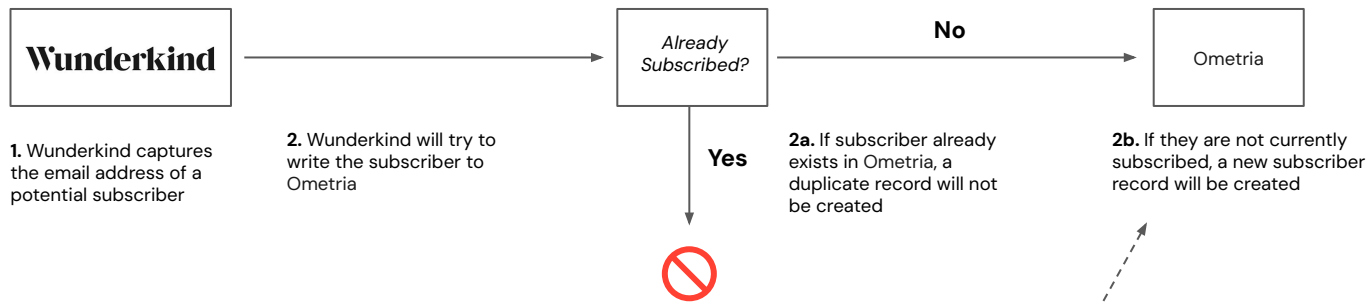 Wunderkind
Already
Subscribed?
No
Ometria
1. Wunderkind captures
the email address of a
potential subscriber
2. Wunderkind will try to
write the subscriber to
Ometria
Yes
2a. If subscriber already
exists in Ometria, a
duplicate record will not
be created
2b. If they are not currently
subscribed, a new subscriber
record will be created